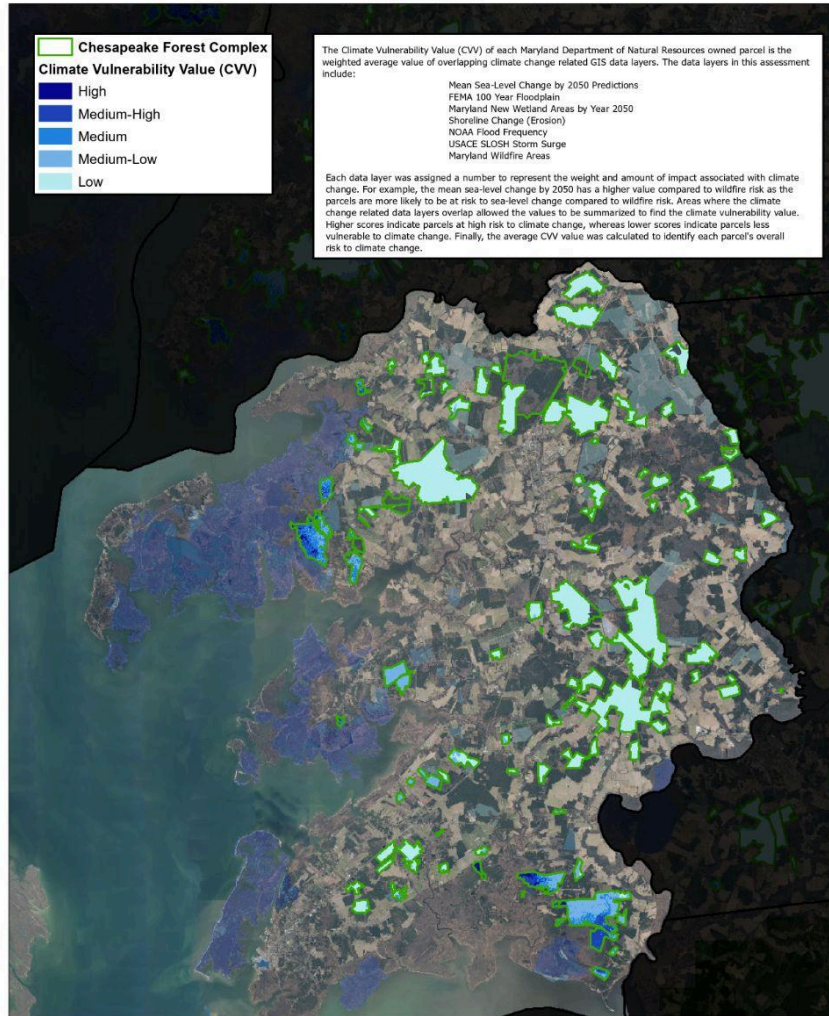 Chesapeake Forest Complex
Climate Vulnerability Value (CVV)
High
Medium-High
Medium
Medium-Low
Low
The Climate Vulnerability Value (CVV) of each Maryland Department of Natural Resources owned parcel is the
weighted average value of overlapping climate change related GIS data layers. The data layers in this assessment
include:
Mean Sea-Level Change by 2050 Predictions
FEMA 100 Year Floodplain
Maryland New Wetland Areas by Year 2050
Shoreline Change (Erosion)
NOAA Flood Frequency
USACE SLOSH Storm Surge
Maryland Wildfire Areas
Each data layer was assigned a number to represent the weight and amount of impact associated with climate
change. For example, the mean sea-level change by 2050 has a higher value compared to wildfire risk as the
parcels are more likely to be at risk to sea-level change compared to wildfire risk. Areas where the climate
change related data layers overlap allowed the values to be summarized to find the climate vulnerability value.
Higher scores indicate parcels at high risk to climate change, whereas lower scores indicate parcels less
vulnerable to climate change. Finally, the average CVV value was calculated to identify each parcel's overall
risk to climate change.